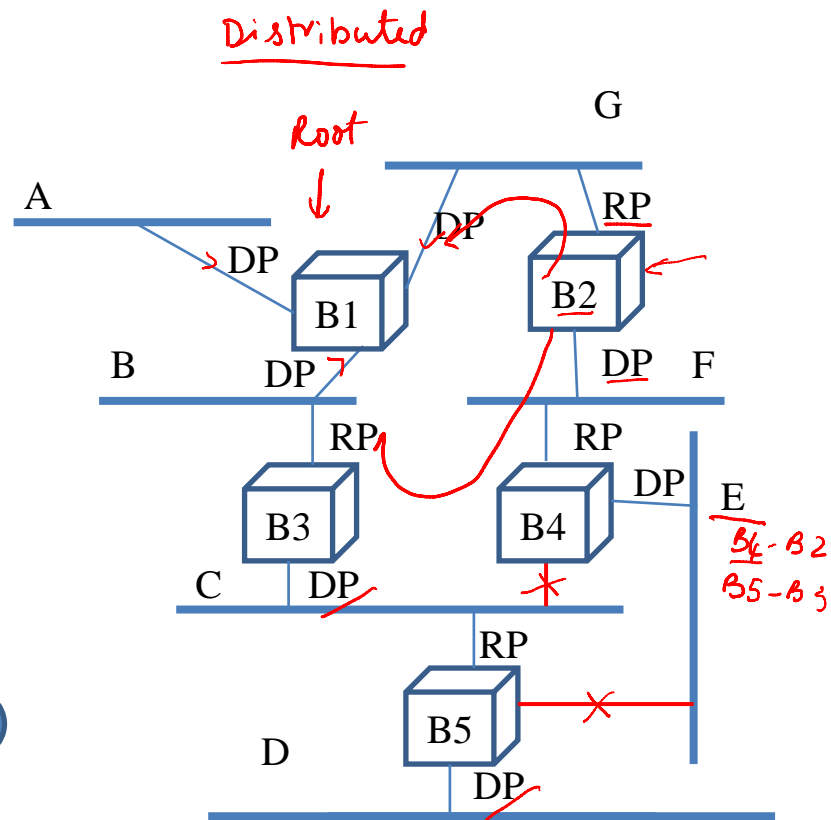 Distributed
G
Root
A
RP
DP
DP
B1
B2
DP
B
DP
F
RP
RP
DP
E
B3
B4
B4-B2
B5-B3
C
DP
RP
B5
D
DP